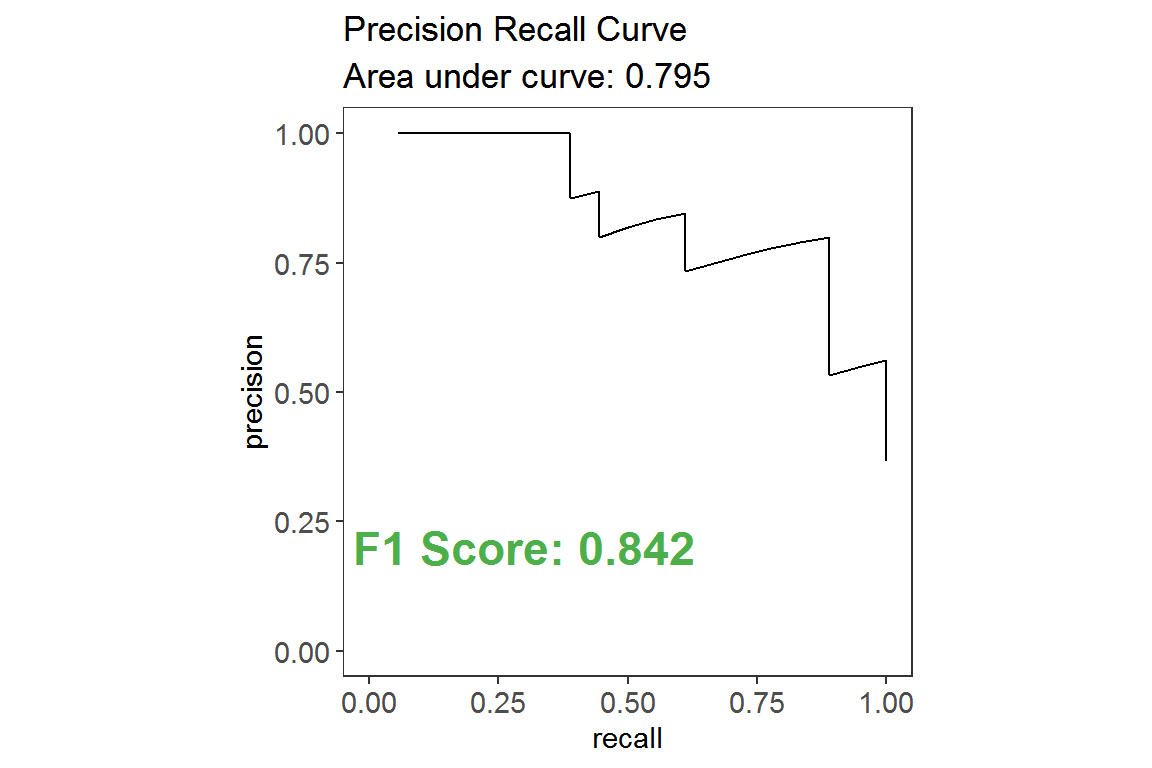 Precision Recall Curve
Area under curve: 0.795
1.00
0.75
0.50
0.25
0.00
precision
F1 Score: 0.842
0.00 0.25 0.50 0.75 1.00
recall